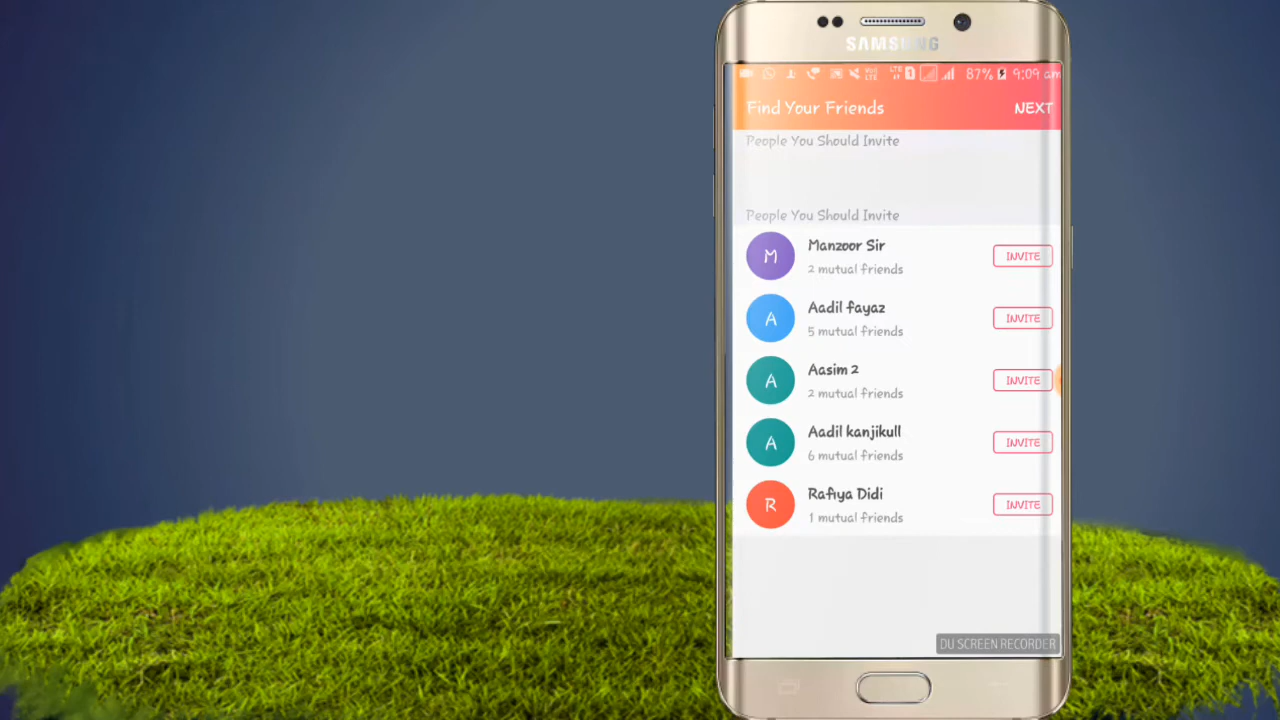 SAMSUNG
LTE 87% 9:09 am
Find Your Friends NEXT
People You Should Invite
People You Should Invite
M Manzoor Sir INVITE
2 mutual friends
A Aadil fayaz INVITE
5 mutual friends
A Aasim 2 INVITE
2 mutual friends
A Aadil kanjikull INVITE
6 mutual friends
R Rafiya Didi INVITE
1 mutual friends
DU SCREEN RECORDER